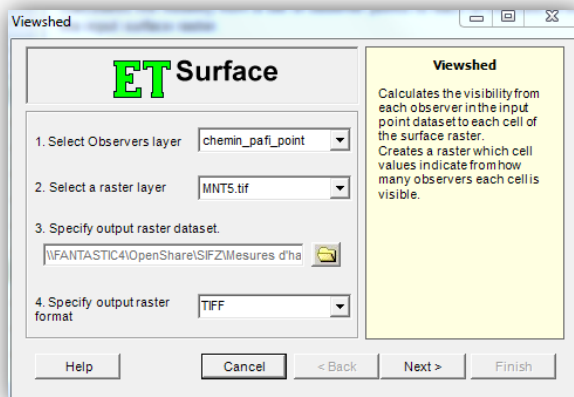 Viewshed
ET Surface
1. Select Observers layer
chemin_pafi_point
2. Select a raster layer
MNT5.tif
3. Specify output raster dataset.
\\FANTASTIC4\OpenShare\SIFZ\Mesures d'ha
4. Specify output raster
format
TIFF
Viewshed
Calculates the visibility from
each observer in the input
point dataset to each cell of
the surface raster.
Creates a raster which cell
values indicate from how
many observers each cell is
visible.
Help
Cancel
< Back
Next >
Finish